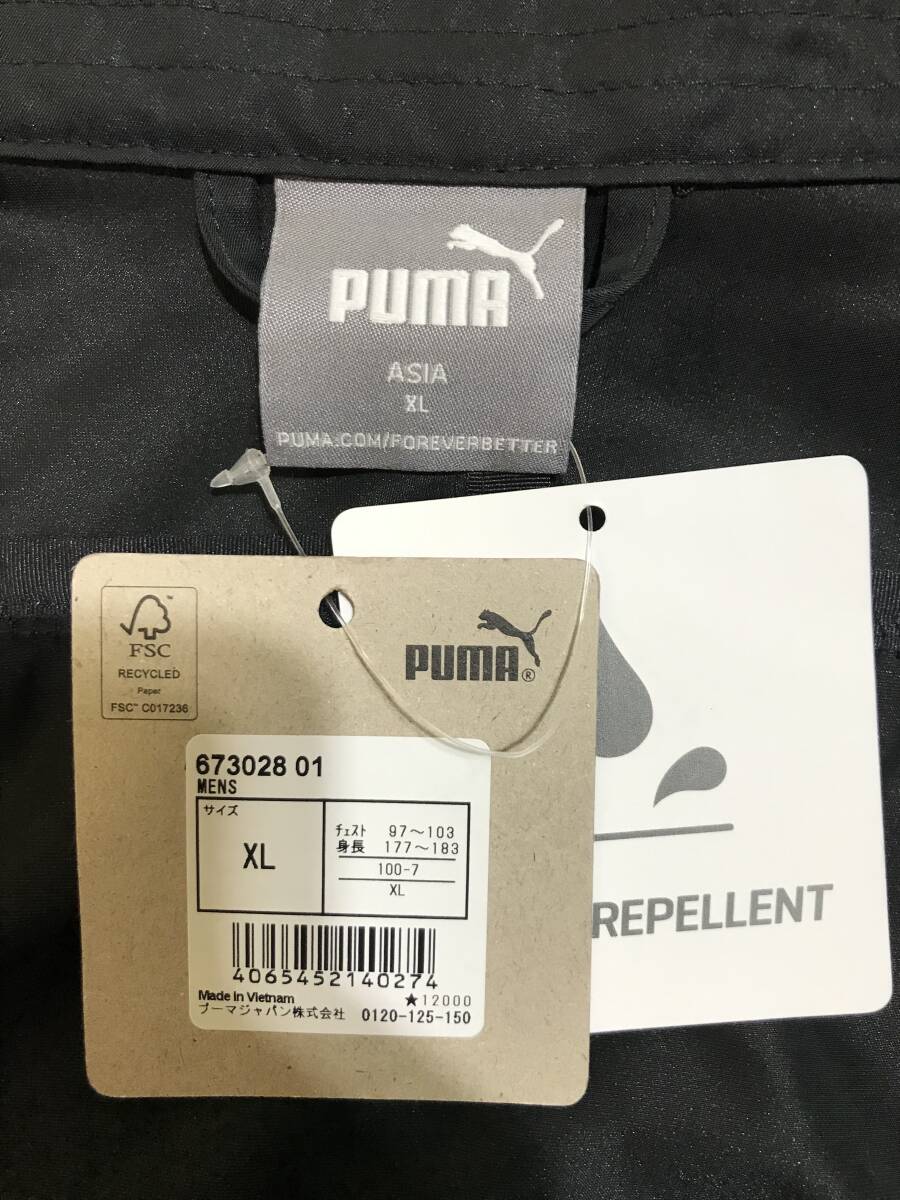 PUMA
ASIA
XL
PUMA.COM/FOREVERBETTER
FSC
RECYCLED
Paper
FSC™ C017236
PUMA®
673028 01
MENS
サイズ
XL
ﾁｪｽﾄ 97〜103
身長 177〜183
100-7
XL
4065452140274
Made in Vietnam
★12000
プーマジャパン株式会社 0120-125-150
REPELLENT